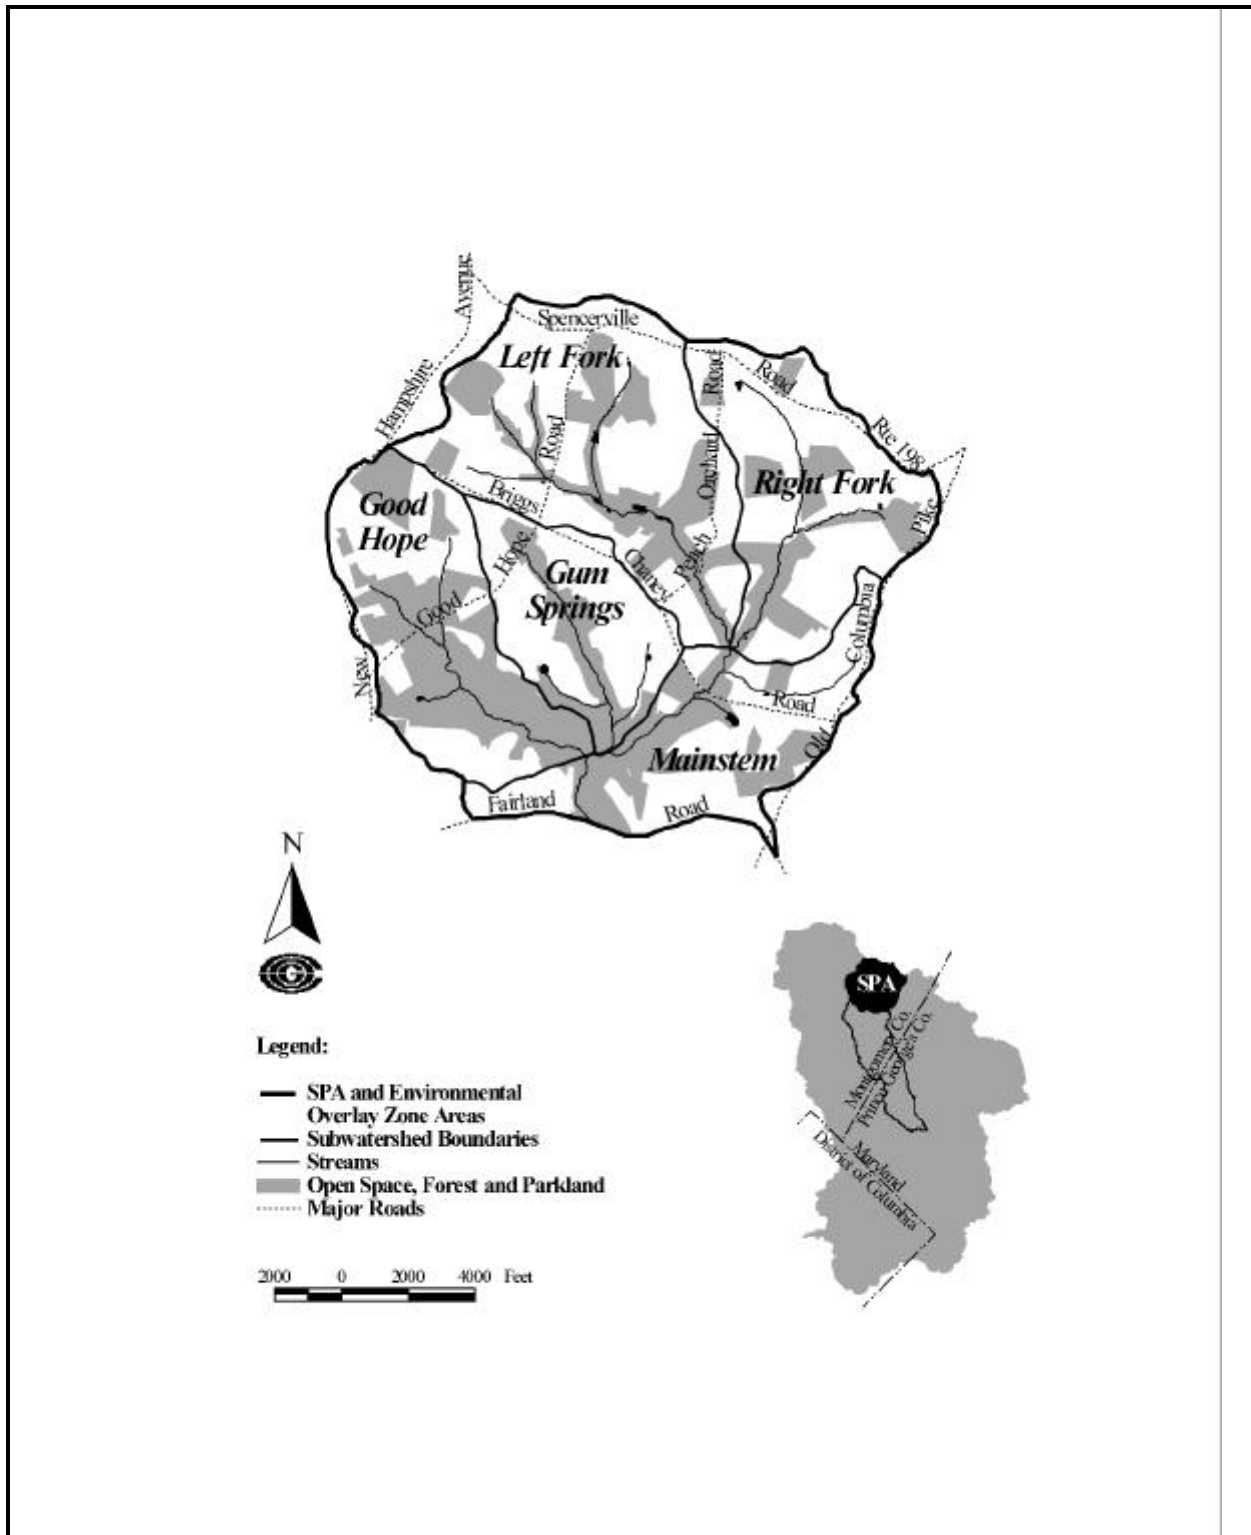 Avenue
Spencerville
Left Fork
Hampshire
Road
Road
Rte 198
Road
Orchard
Right Fork
Briggs
Good
Hope
Pike
Hope
Chaney
Peach
Gum
Springs
Good
Columbia
New
Road
Old
Mainstem
Fairland
Road
N
SPA
Montgomery Co.
Prince George's Co.
Maryland
District of Columbia
Legend:
SPA and Environmental
Overlay Zone Areas
Subwatershed Boundaries
Streams
Open Space, Forest and Parkland
Major Roads
2000 0 2000 4000 Feet